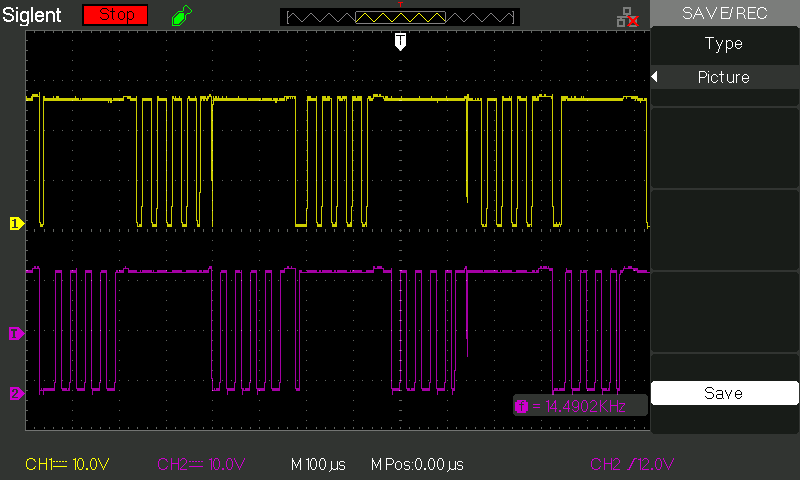 Siglent Stop SAVE/REC
T
Type
Picture
1
T
2
Save
T = 14.4902KHz
CH1 10.0V CH2 10.0V M 100µs M Pos:0.00µs CH2 /12.0V